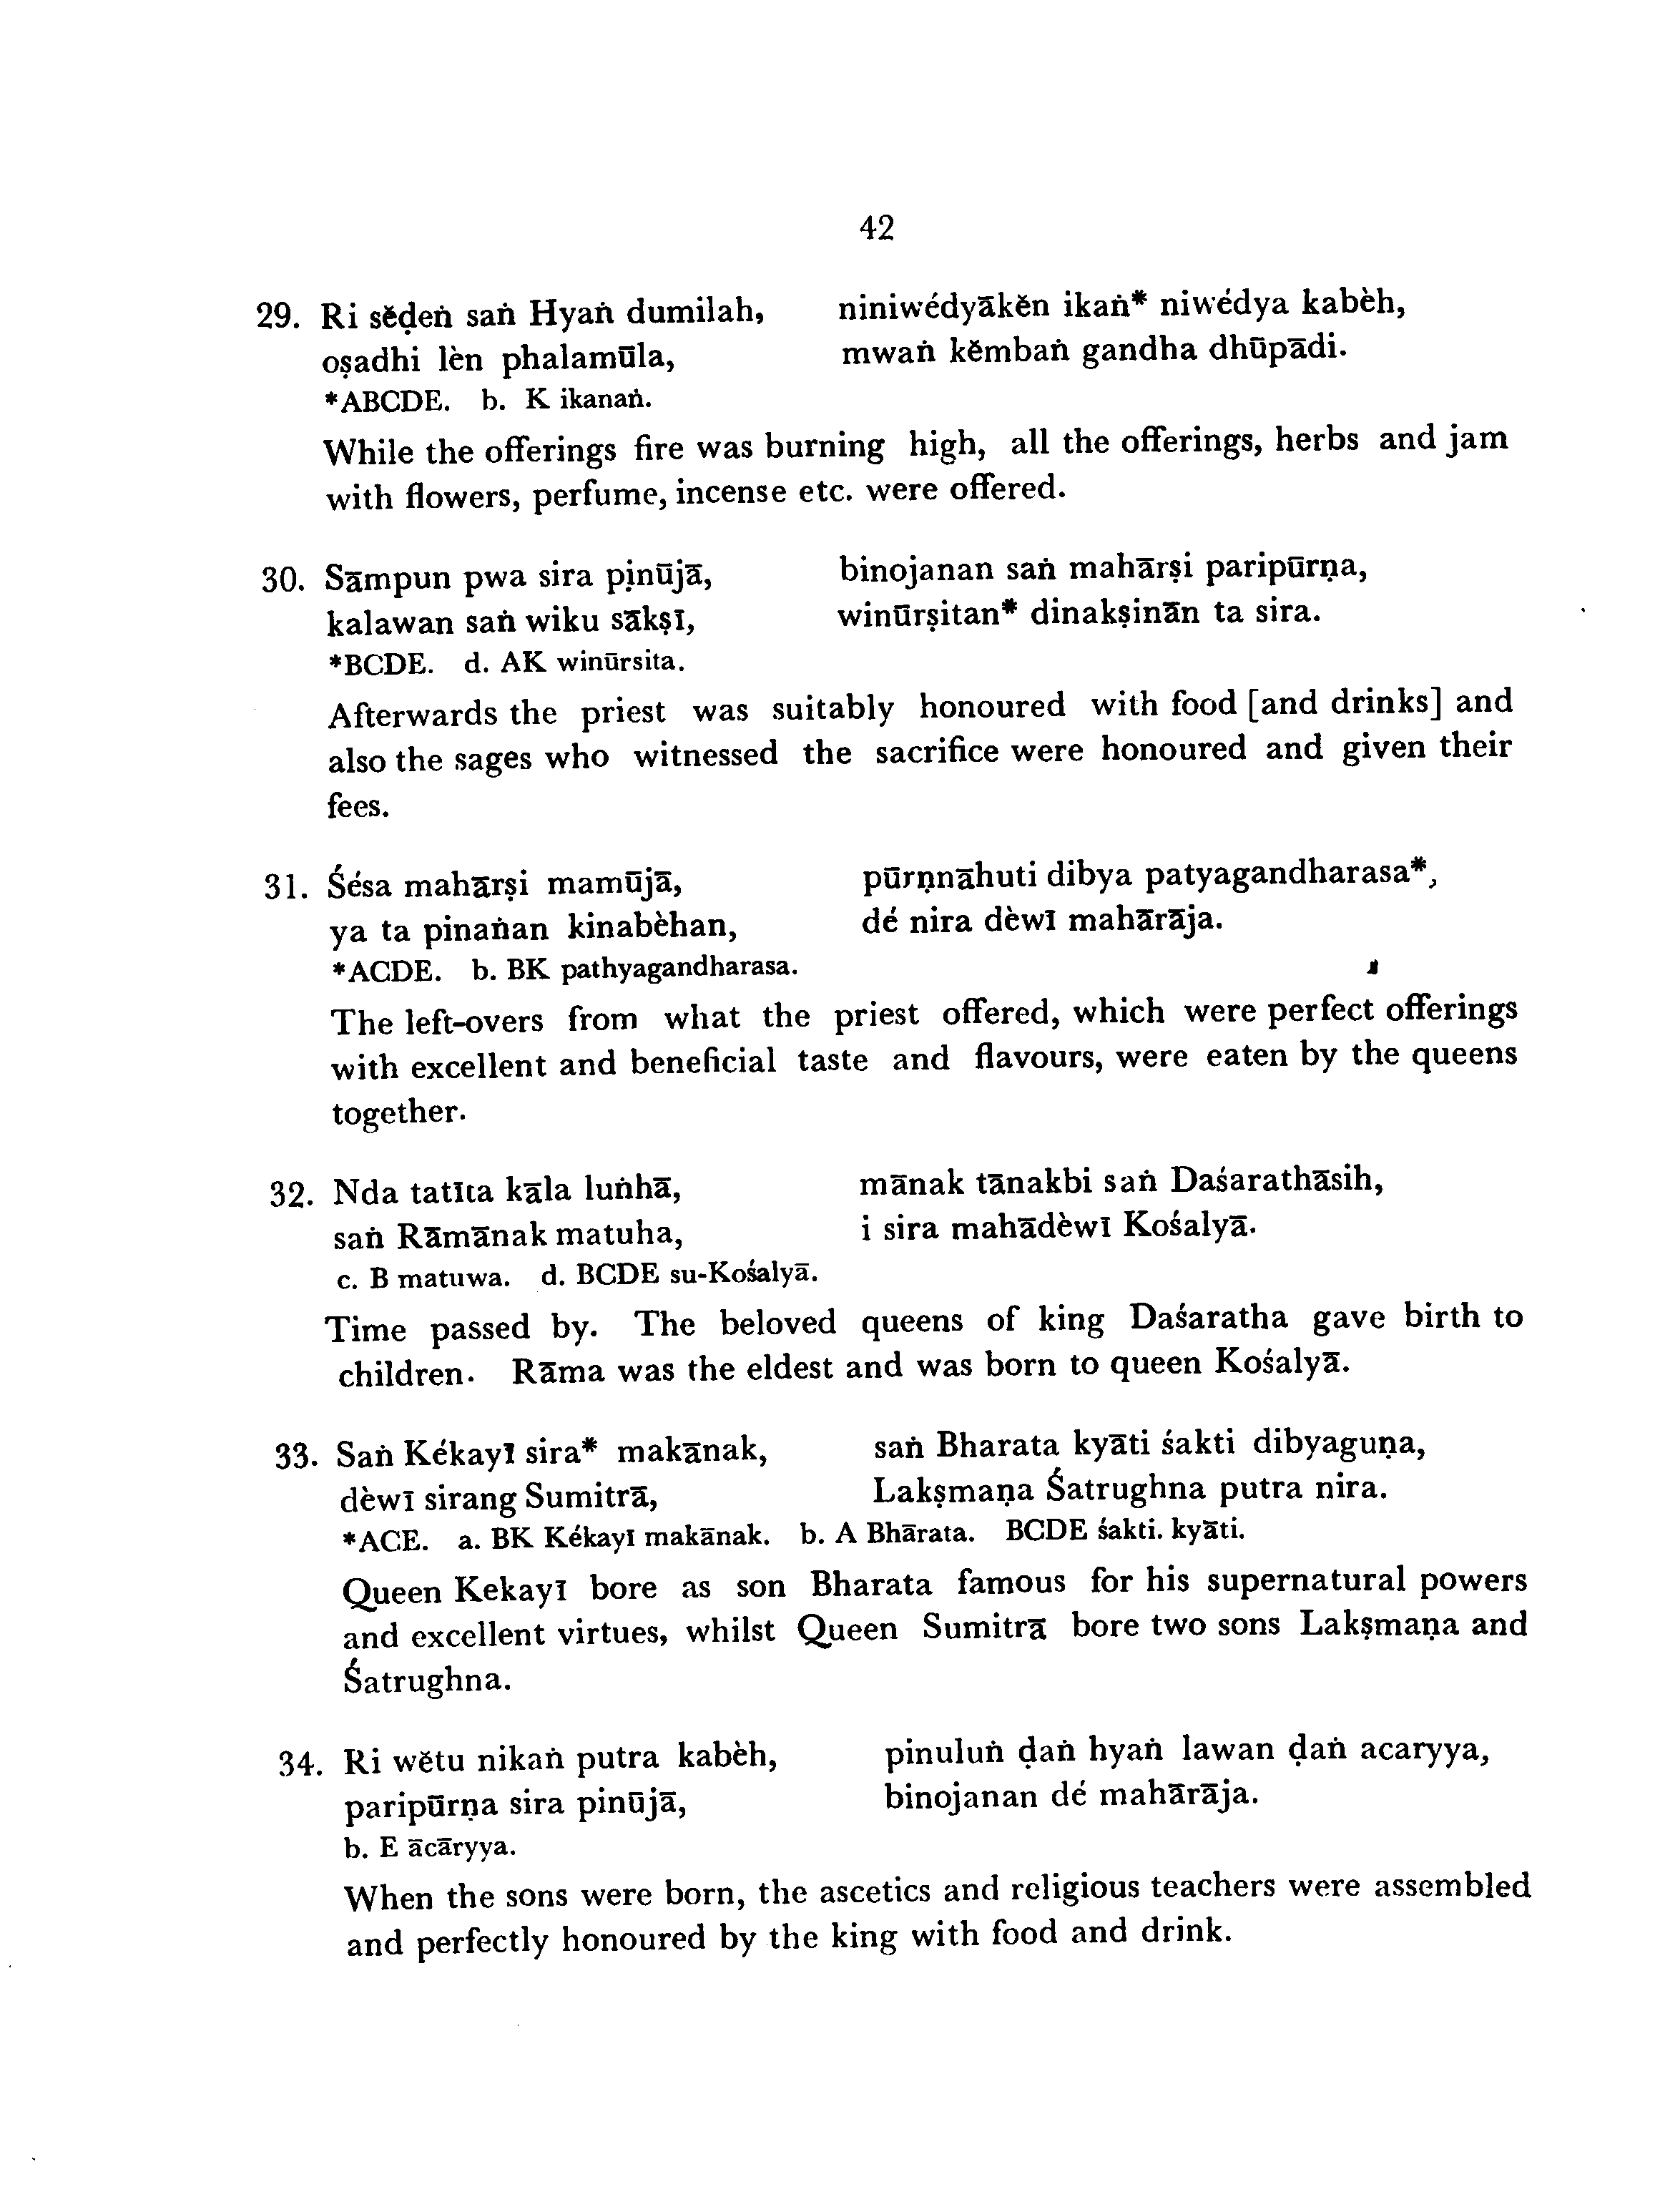 42
29. Ri sĕḍeṅ saṅ Hyaṅ dumilah, niniwédyākĕn ikaṅ* niwédya kabèh,
oṣadhi lèn phalamūla, mwaṅ kĕmbaṅ gandha dhūpādi.
*ABCDE. b. K ikanaṅ.
While the offerings fire was burning high, all the offerings, herbs and jam
with flowers, perfume, incense etc. were offered.
30. Sāmpun pwa sira pịnūjā, binojanan saṅ mahārṣi paripūrṇa,
kalawan saṅ wiku sākṣī, winūrṣitan* dinakṣinān ta sira.
*BCDE. d. AK winūrsita.
Afterwards the priest was suitably honoured with food [and drinks] and
also the sages who witnessed the sacrifice were honoured and given their
fees.
31. Śésa mahārṣi mamūjā, pūrṇnāhuti dibya patyagandharasa*,
ya ta pinaṅan kinabèhan, dé nira dèwī mahārāja.
*ACDE. b. BK pathyagandharasa.
The left-overs from what the priest offered, which were perfect offerings
with excellent and beneficial taste and flavours, were eaten by the queens
together.
32. Nda tatīta kāla luṅhā, mānak tānakbi saṅ Daśarathāsih,
saṅ Rāmānak matuha, i sira mahādèwī Kośalyā.
c. B matuwa. d. BCDE su-Kośalyā.
Time passed by. The beloved queens of king Daśaratha gave birth to
children. Rāma was the eldest and was born to queen Kośalyā.
33. Saṅ Kékayī sira* makānak, saṅ Bharata kyāti śakti dibyaguṇa,
dèwī sirang Sumitrā, Lakṣmaṇa Śatrughna putra nira.
*ACE. a. BK Kékayī makānak. b. A Bhārata. BCDE śakti. kyāti.
Queen Kekayī bore as son Bharata famous for his supernatural powers
and excellent virtues, whilst Queen Sumitrā bore two sons Lakṣmaṇa and
Śatrughna.
34. Ri wĕtu nikaṅ putra kabèh, pinuluṅ ḍaṅ hyaṅ lawan ḍaṅ acaryya,
paripūrṇa sira pinūjā, binojanan dé mahārāja.
b. E ācāryya.
When the sons were born, the ascetics and religious teachers were assembled
and perfectly honoured by the king with food and drink.